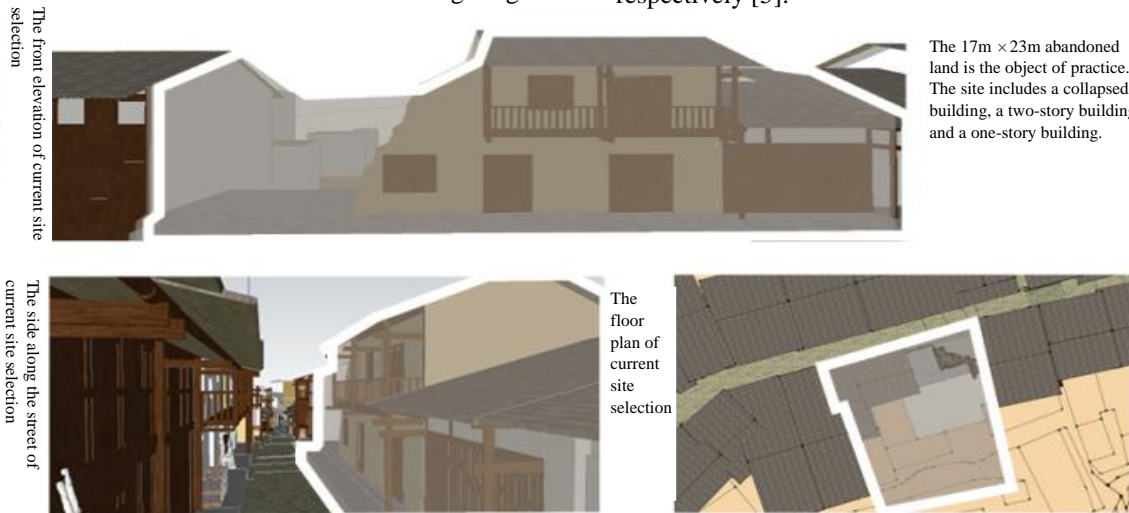 respectively [3].
The front elevation of current site
selection
The 17m ×23m abandoned
land is the object of practice.
The site includes a collapsed
building, a two-story building
and a one-story building.
The side along the street of
current site selection
The
floor
plan of
current
site
selection